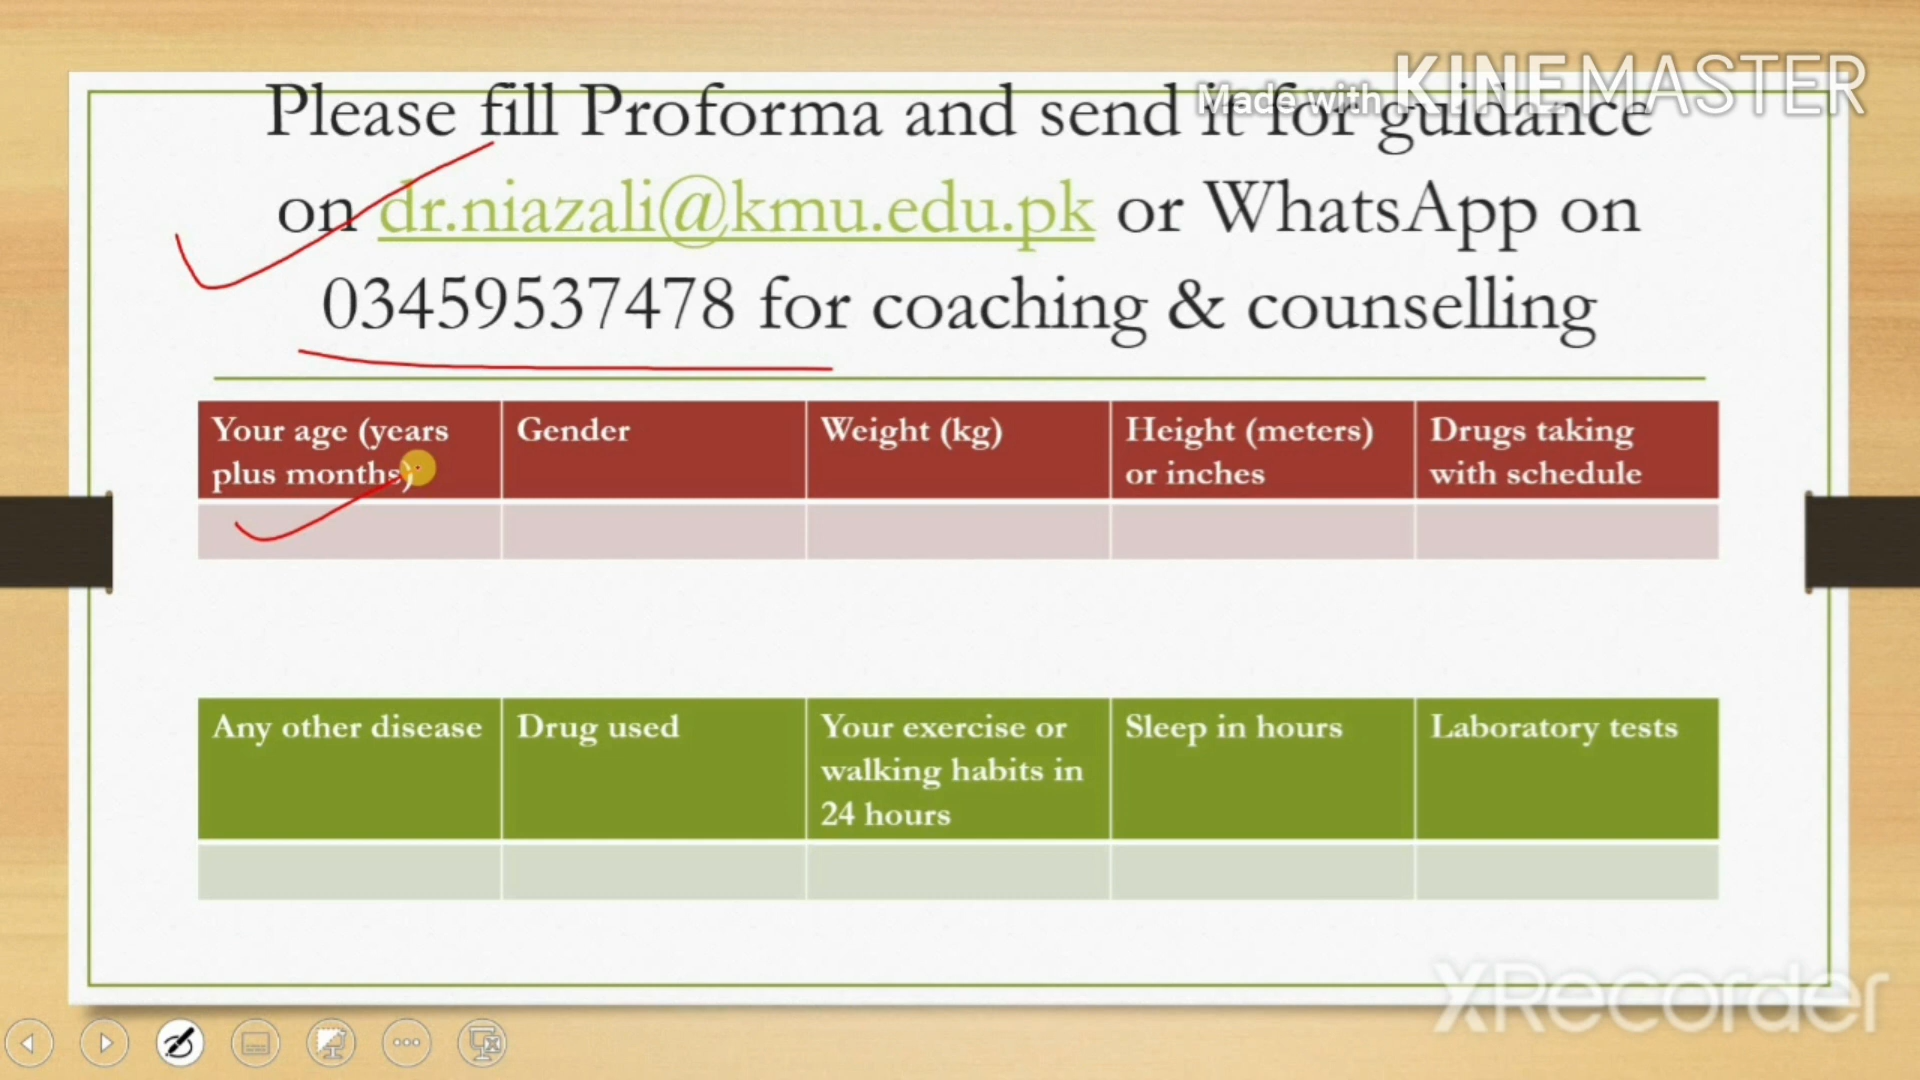 Made with KINEMASTER
Please fill Proforma and send it for guidance
on dr.niazali@kmu.edu.pk or WhatsApp on
03459537478 for coaching & counselling
Your age (years
plus months)
Gender
Weight (kg)
Height (meters)
or inches
Drugs taking
with schedule
Any other disease
Drug used
Your exercise or
walking habits in
24 hours
Sleep in hours
Laboratory tests
XRecorder